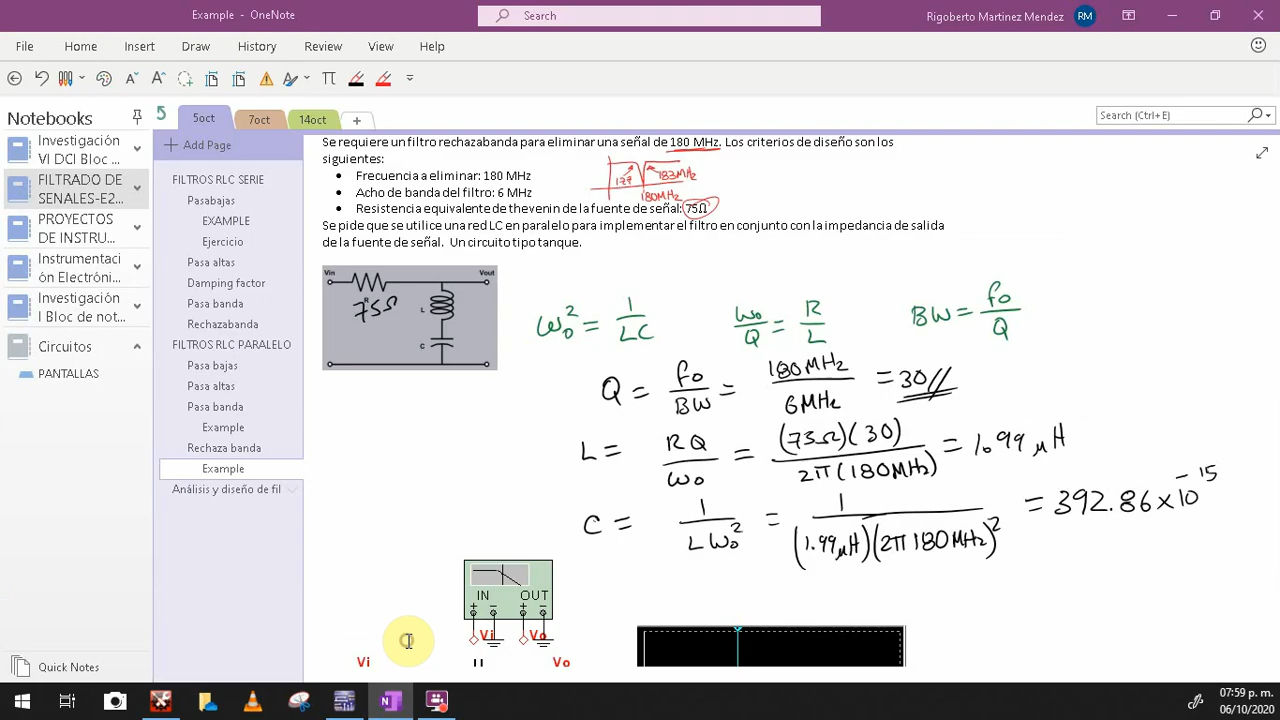 Example - OneNote
Search
Rigoberto Martinez Mendez
RM
File Home Insert Draw History Review View Help
Notebooks
5oct
7oct
14oct
+
Search (Ctrl+E)
Investigación VI DCI Bloc ...
FILTRADO DE SENALES-E2...
PROYECTOS DE INSTRU...
Instrumentaci ón Electróni...
Investigación I Bloc de not...
Circuitos
PANTALLAS
Quick Notes
Add Page
FILTROS RLC SERIE
Pasabajas
EXAMPLE
Ejercicio
Pasa altas
Damping factor
Pasa banda
Rechazabanda
FILTROS RLC PARALELO
Pasa bajas
Pasa altas
Pasa banda
Example
Rechaza banda
Example
Análisis y diseño de fil
Se requiere un filtro rechazabanda para eliminar una señal de 180 MHz. Los criterios de diseño son los
siguientes:
• Frecuencia a eliminar: 180 MHz
• Acho de banda del filtro: 6 MHz
• Resistencia equivalente de thevenin de la fuente de señal: 75Ω
177
183MHz
180MHz
Se pide que se utilice una red LC en paralelo para implementar el filtro en conjunto con la impedancia de salida
de la fuente de señal. Un circuito tipo tanque.
Vin
Vout
R
75Ω
L
C
ω₀² = 1/LC
ω₀/Q = R/L
BW = f₀/Q
Q = f₀/BW = 180MHz/6MHz = 30//
L = RQ/ω₀ = (75Ω)(30)/2π(180MHz) = 1.99 μH
C = 1/Lω₀² = 1/(1.99μH)(2π180MHz)² = 392.86x10⁻¹⁵
IN OUT
+ − + −
Vi
Vo
Vi
Vo
07:59 p. m.
06/10/2020